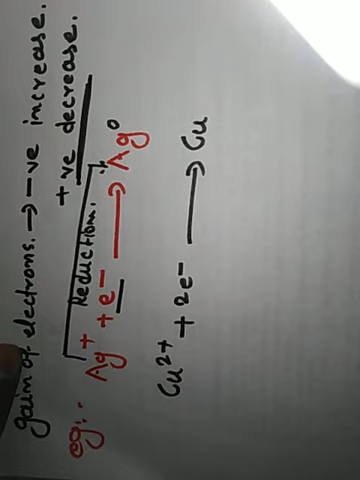 gain of electrons. → -ve increase.
+ve decrease.
Reduction.
eg:- Ag⁺ + e⁻ ⟶ Ag⁰
Cu²⁺ + 2e⁻ ⟶ Cu